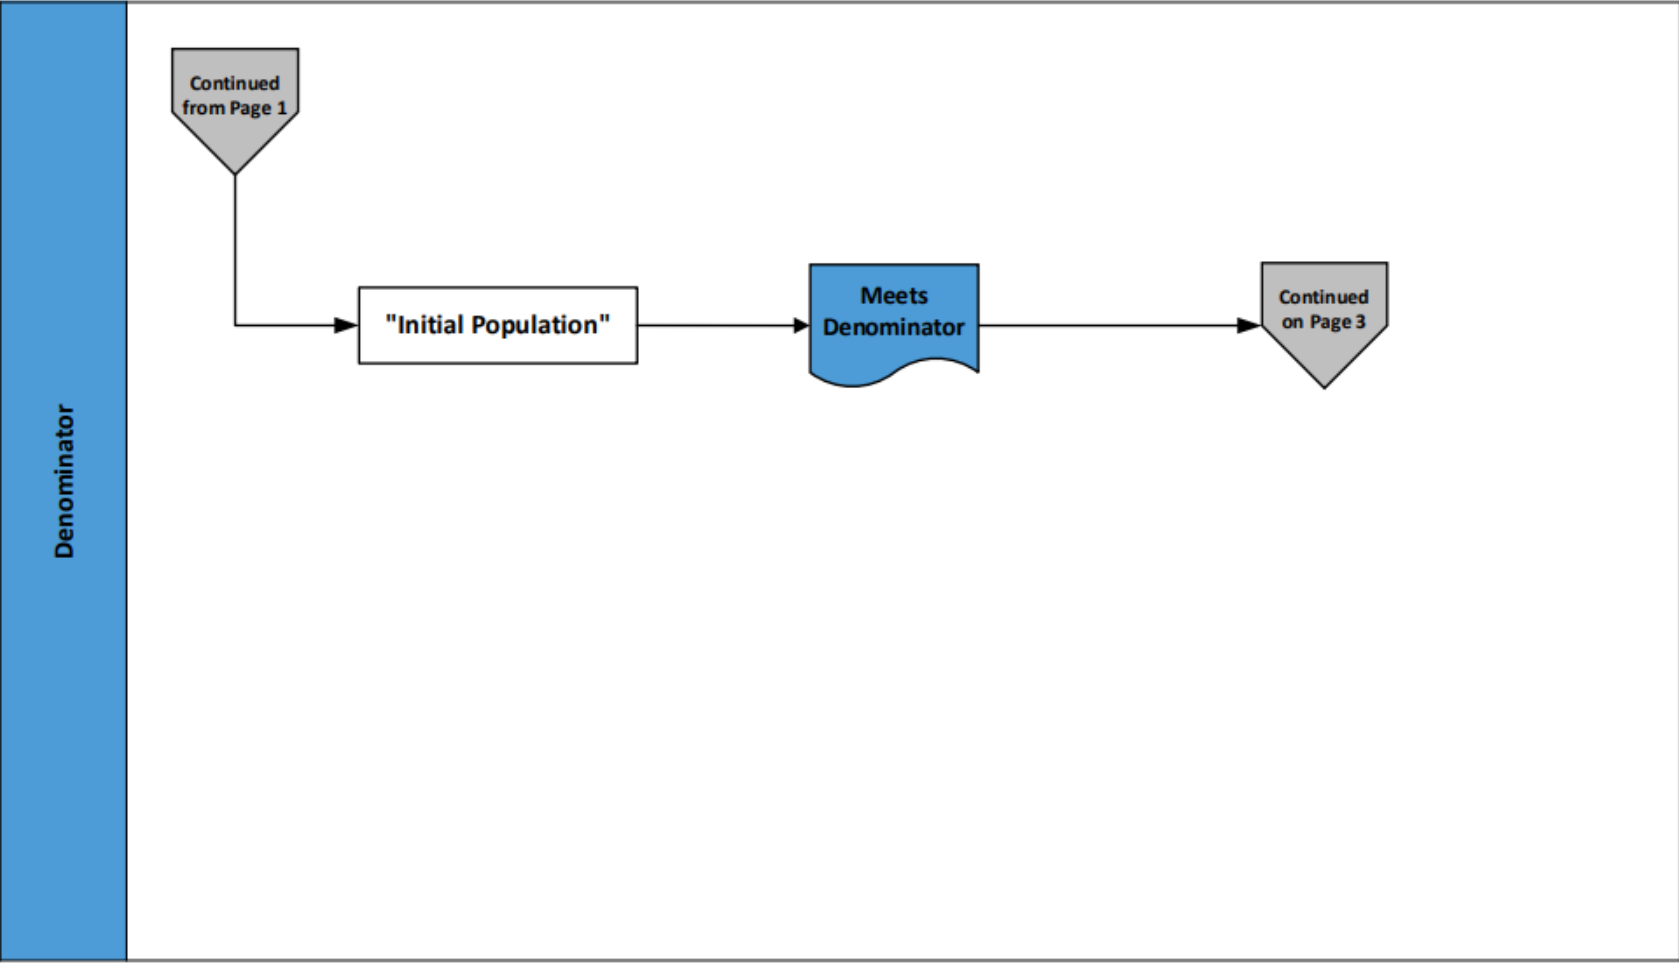 Denominator
Continued
from Page 1
"Initial Population"
Meets
Denominator
Continued
on Page 3